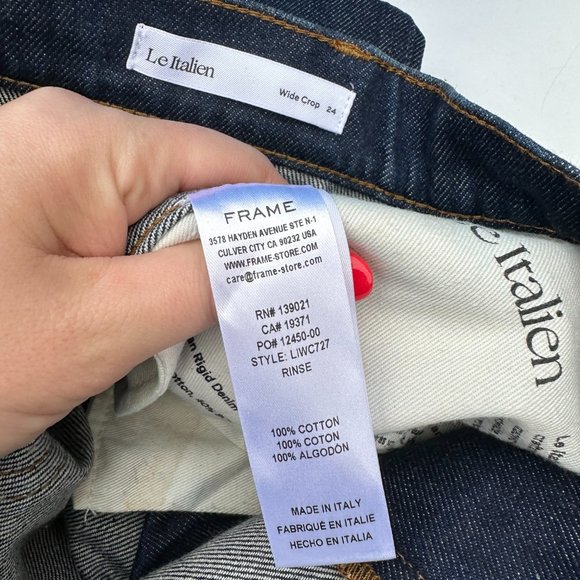 Le Italien
Wide Crop 24
FRAME
3578 HAYDEN AVENUE STE N-1
CULVER CITY CA 90232 USA
WWW.FRAME-STORE.COM
care@frame-store.com
RN# 139021
CA# 19371
PO# 12450-00
STYLE: LIWC727
RINSE
100% COTTON
100% COTON
100% ALGODÓN
MADE IN ITALY
FABRIQUÉ EN ITALIE
HECHO EN ITALIA
Italien
Rigid Denim